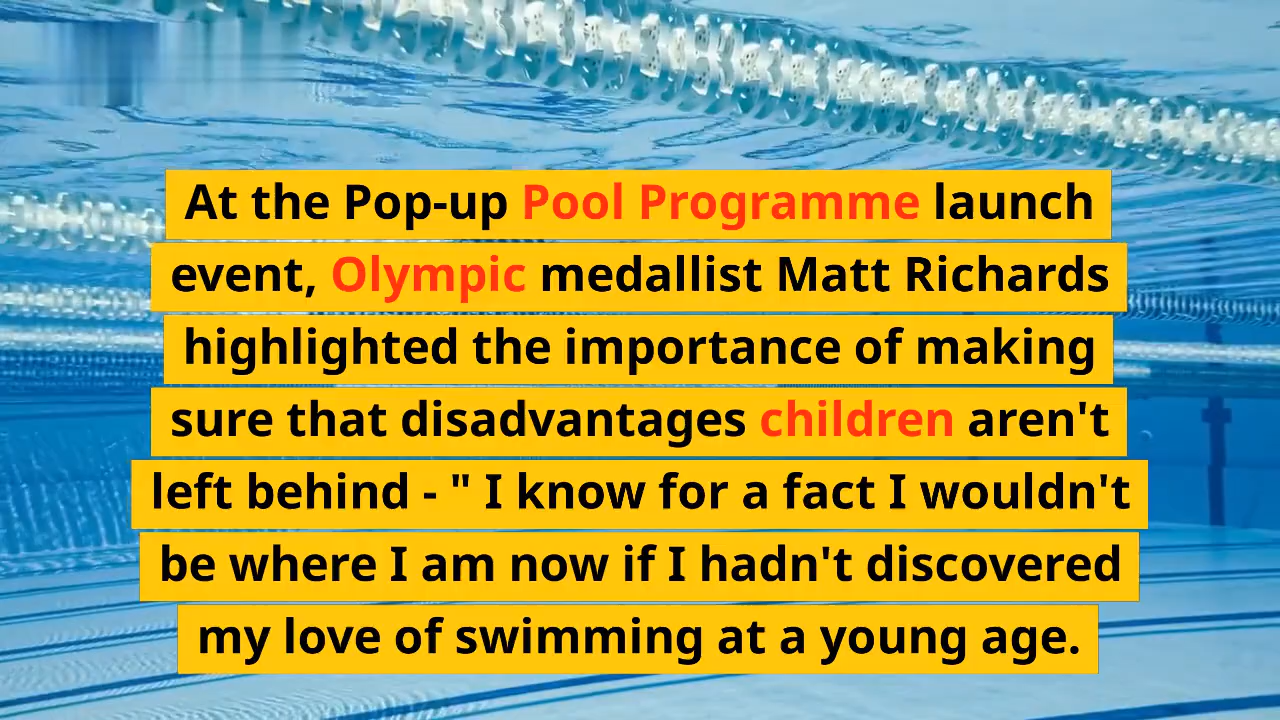 At the Pop-up Pool Programme launch
event, Olympic medallist Matt Richards
highlighted the importance of making
sure that disadvantages children aren't
left behind - " I know for a fact I wouldn't
be where I am now if I hadn't discovered
my love of swimming at a young age.